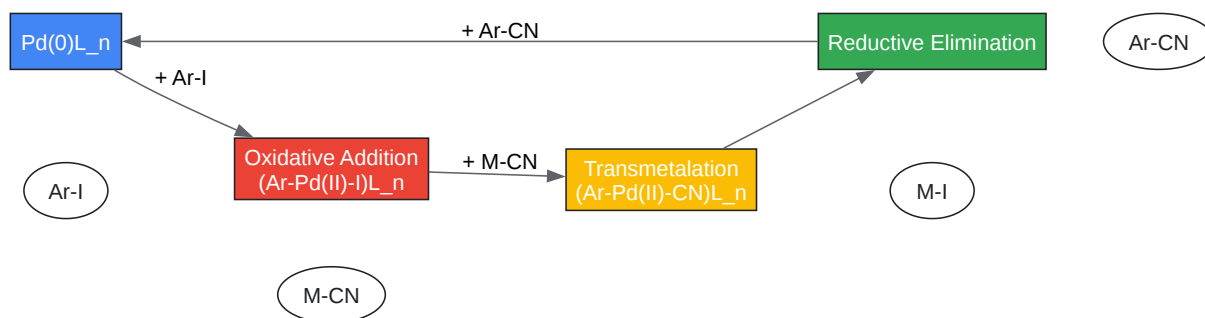 Pd(0)L_n
+ Ar-CN
Reductive Elimination
Ar-CN
+ Ar-I
Oxidative Addition
(Ar-Pd(II)-I)L_n
+ M-CN
Transmetalation
(Ar-Pd(II)-CN)L_n
Ar-I
M-I
M-CN